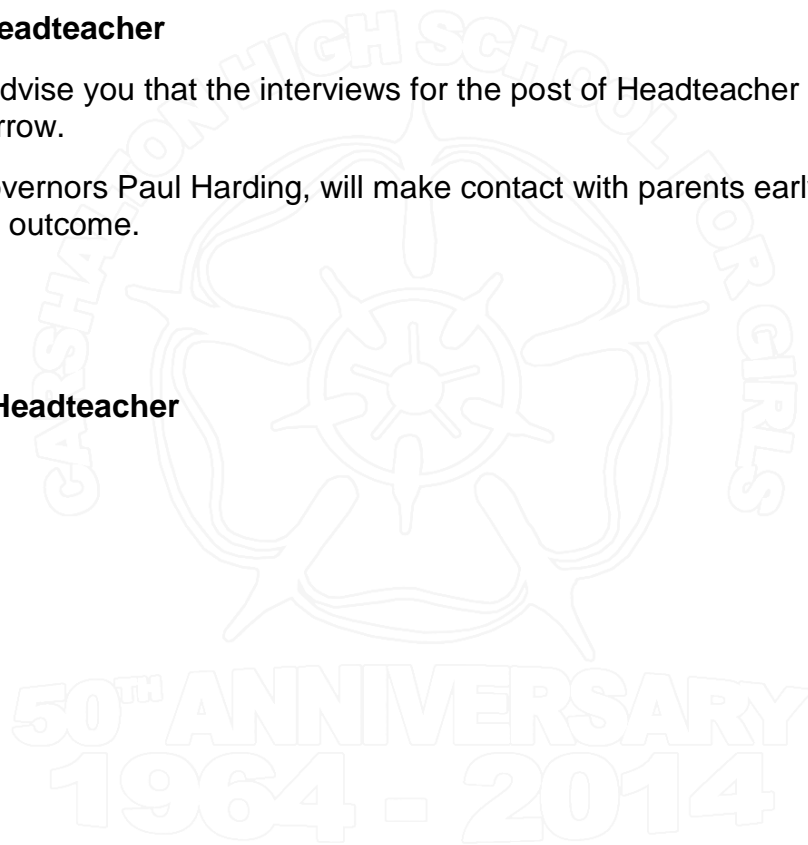 eadteacher
dvise you that the interviews for the post of Headteacher
rrow.
overnors Paul Harding, will make contact with parents earl
outcome.
Headteacher
CARSHALTON HIGH SCHOOL FOR GIRLS
50TH ANNIVERSARY
1964 - 2014